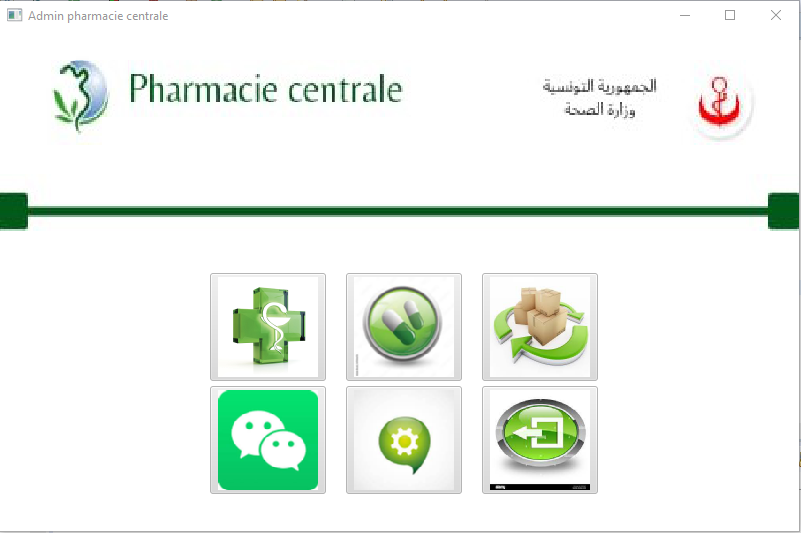 Admin pharmacie centrale
Pharmacie centrale
الجمهورية التونسية
وزارة الصحة